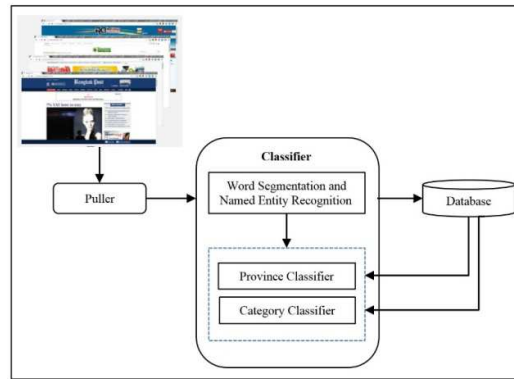 Bangkok Post
Classifier
Word Segmentation and
Named Entity Recognition
Puller
Database
Province Classifier
Category Classifier